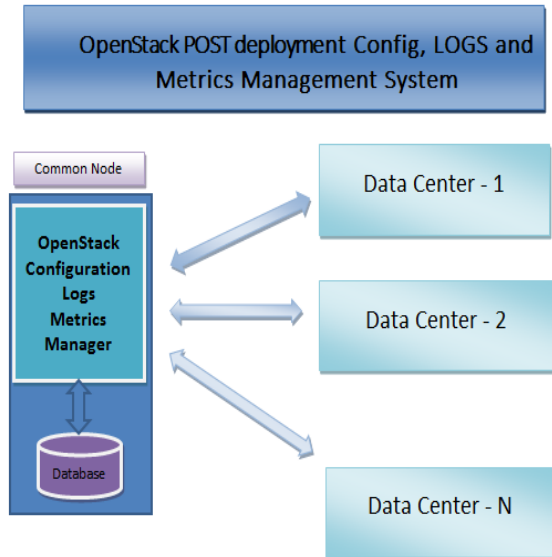 OpenStack POST deployment Config, LOGS and
Metrics Management System
Common Node
OpenStack
Configuration
Logs
Metrics
Manager
Database
Data Center - 1
Data Center - 2
Data Center - N